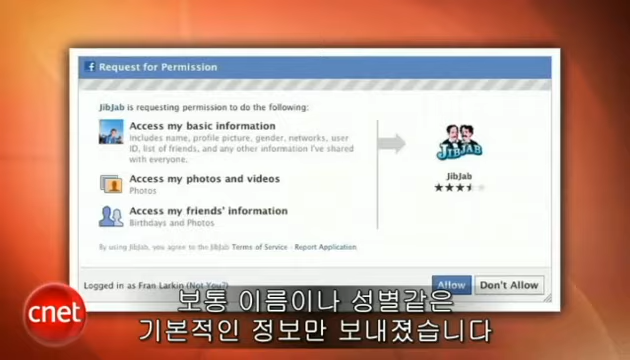 Request for Permission
JibJab is requesting permission to do the following:
Access my basic information
Includes name, profile picture, gender, networks, user
ID, list of friends, and any other information I've shared
with everyone.
Access my photos and videos
Photos
Access my friends' information
Birthdays and Photos
JIBJAB
JibJab
By using JibJab, you agree to the JibJab Terms of Service · Report Application
Logged in as Fran Larkin (Not You?)
Allow
Don't Allow
cnet
보통 이름이나 성별같은
기본적인 정보만 보내졌습니다